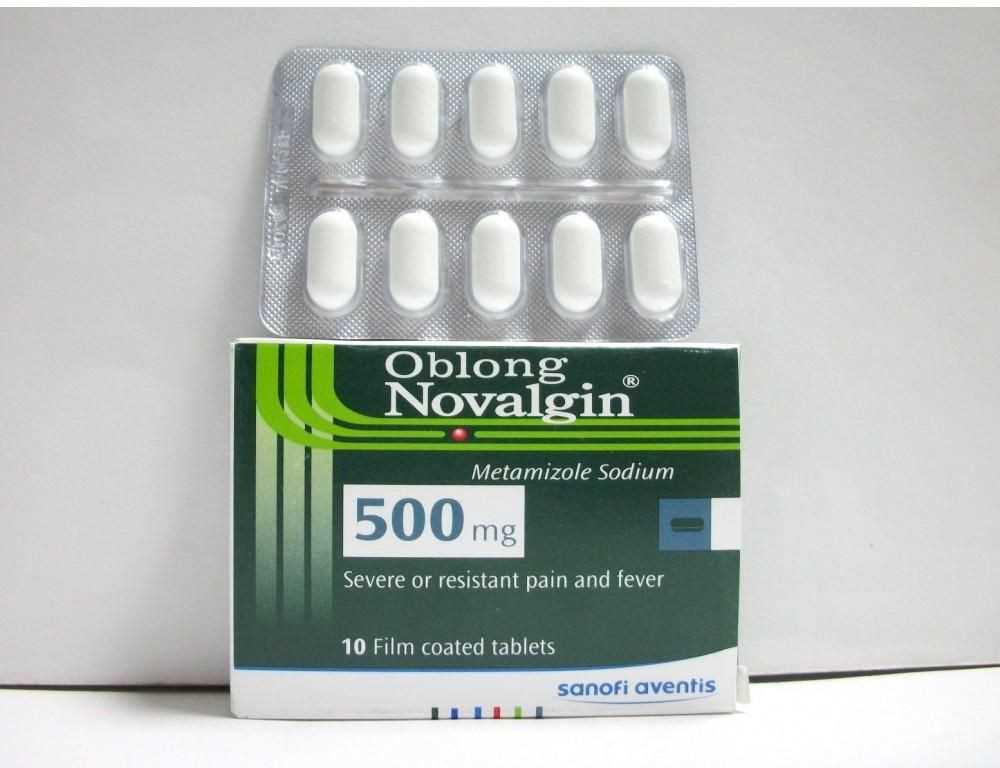 Oblong
Novalgin®
Metamizole Sodium
500 mg
Severe or resistant pain and fever
10 Film coated tablets
sanofi aventis